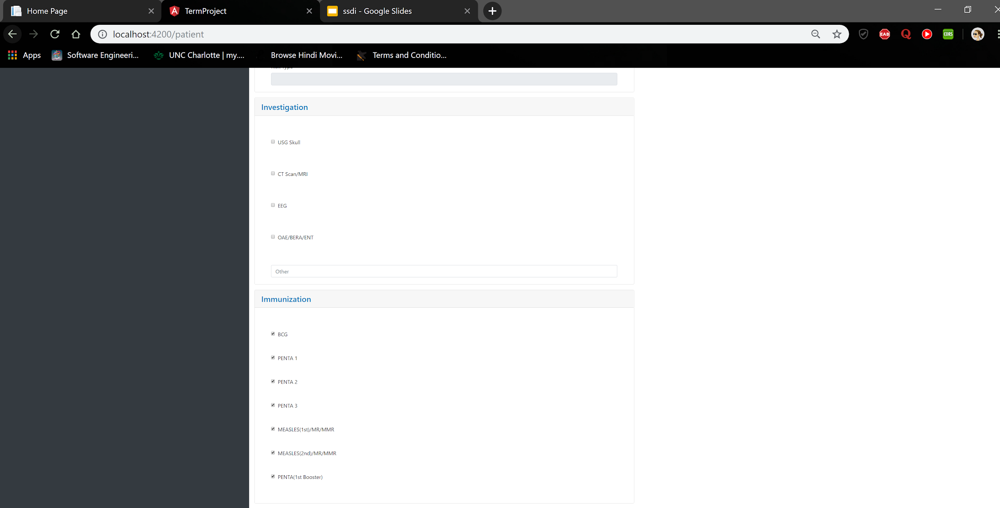 Home Page
TermProject
ssdi - Google Slides
localhost:4200/patient
EAB
Q
CORS
Apps
Software Engineeri...
UNC Charlotte | my....
Browse Hindi Movi...
Terms and Conditio...
Investigation
USG Skull
CT Scan/MRI
EEG
OAE/BERA/ENT
Other
Immunization
BCG
PENTA 1
PENTA 2
PENTA 3
MEASLES(1st)/MR/MMR
MEASLES(2nd)/MR/MMR
PENTA(1st Booster)